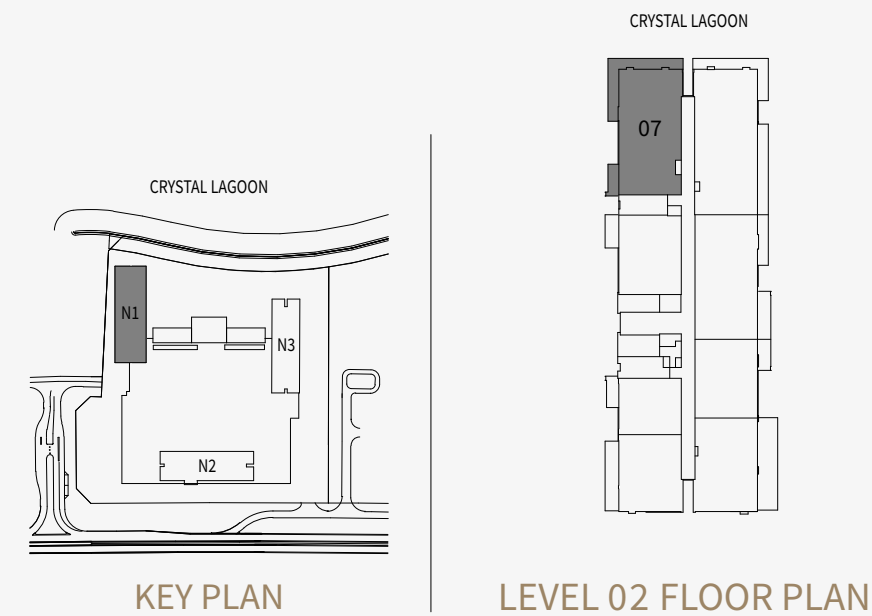 CRYSTAL LAGOON
N1
N3
N2
KEY PLAN
CRYSTAL LAGOON
07
LEVEL 02 FLOOR PLAN